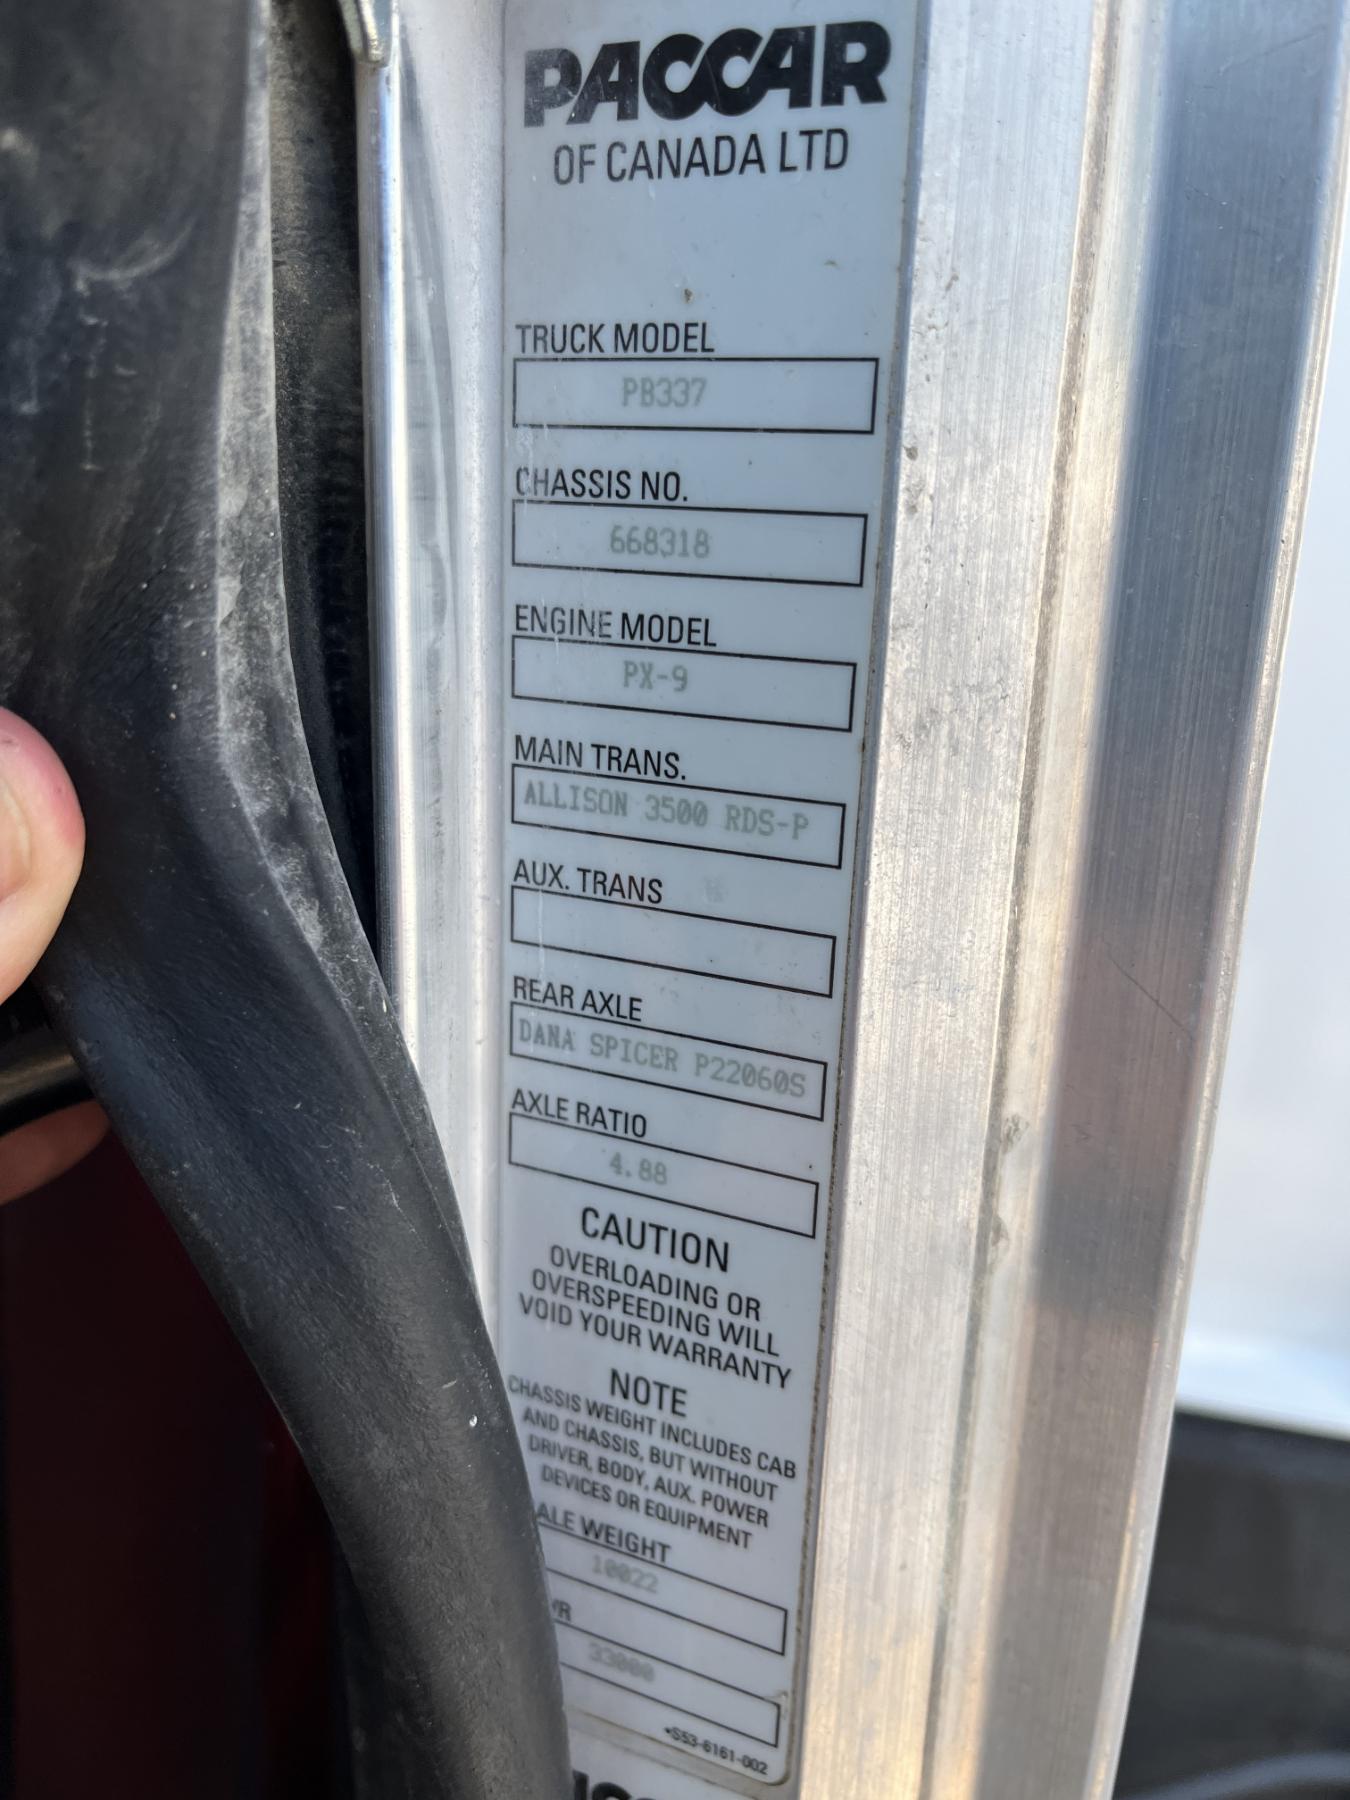 PACCAR
OF CANADA LTD
TRUCK MODEL
PB337
CHASSIS NO.
668318
ENGINE MODEL
PX-9
MAIN TRANS.
ALLISON 3500 RDS-P
AUX. TRANS
REAR AXLE
DANA SPICER P22060S
AXLE RATIO
4.88
CAUTION
OVERLOADING OR
OVERSPEEDING WILL
VOID YOUR WARRANTY
NOTE
CHASSIS WEIGHT INCLUDES CAB
AND CHASSIS, BUT WITHOUT
DRIVER, BODY, AUX. POWER
DEVICES OR EQUIPMENT
ALE WEIGHT
10022
VR
33000
S53-6161-002